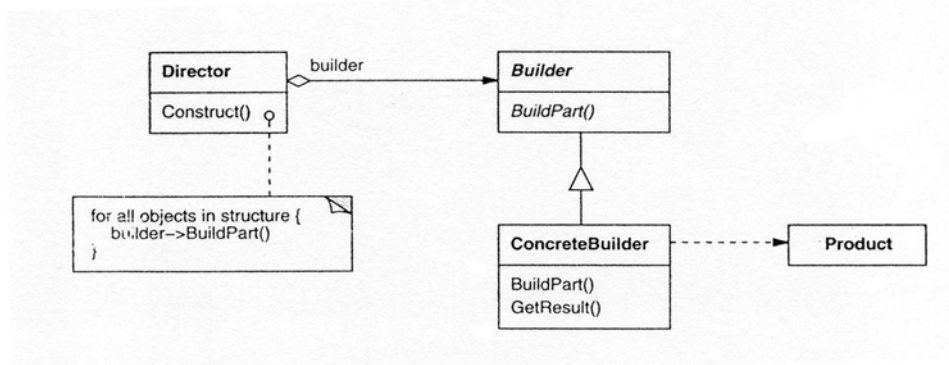 Director
builder
Builder
Construct()
BuildPart()
for all objects in structure {
builder->BuildPart()
}
ConcreteBuilder
Product
BuildPart()
GetResult()